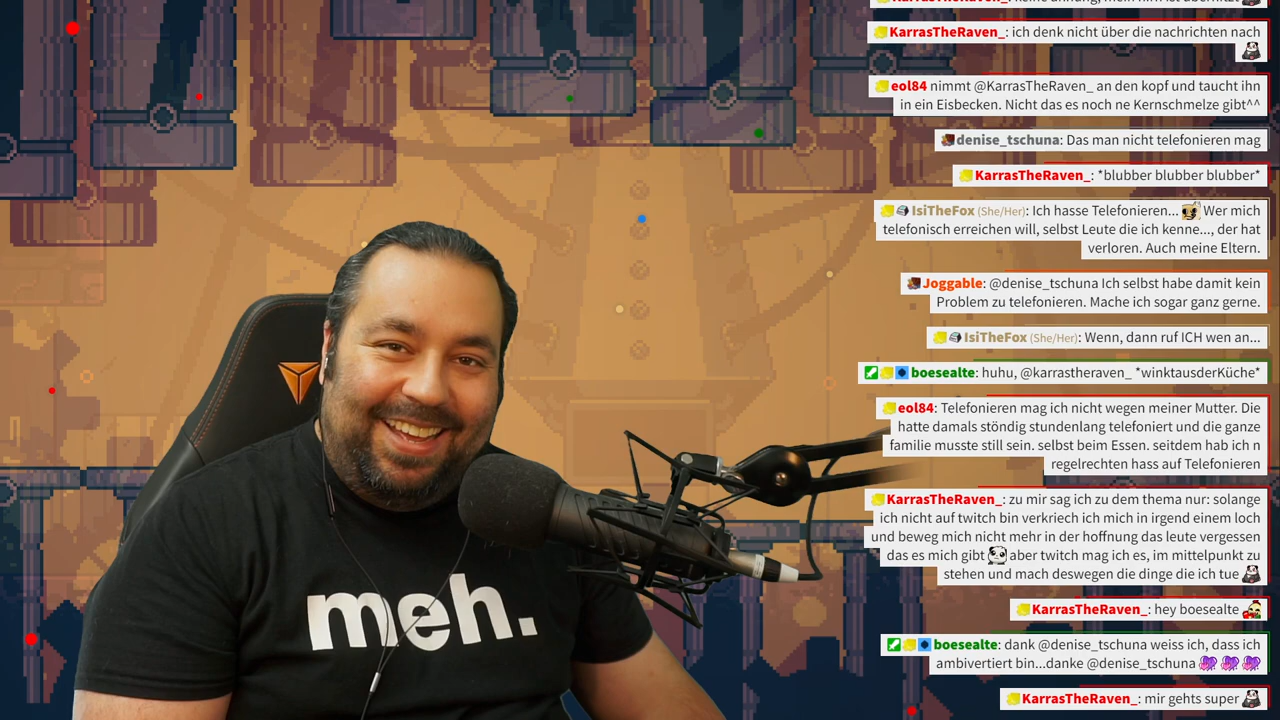 KarrasTheRaven_: ich denk nicht über die nachrichten nach
eol84 nimmt @KarrasTheRaven_ an den kopf und taucht ihn
in ein Eisbecken. Nicht das es noch ne Kernschmelze gibt^^
denise_tschuna: Das man nicht telefonieren mag
KarrasTheRaven_: *blubber blubber blubber*
IsiTheFox (She/Her): Ich hasse Telefonieren... Wer mich
telefonisch erreichen will, selbst Leute die ich kenne..., der hat
verloren. Auch meine Eltern.
Joggable: @denise_tschuna Ich selbst habe damit kein
Problem zu telefonieren. Mache ich sogar ganz gerne.
IsiTheFox (She/Her): Wenn, dann ruf ICH wen an...
boesealte: huhu, @karrastheraven_ *winktausderKüche*
eol84: Telefonieren mag ich nicht wegen meiner Mutter. Die
hatte damals stöndig stundenlang telefoniert und die ganze
familie musste still sein. selbst beim Essen. seitdem hab ich n
regelrechten hass auf Telefonieren
KarrasTheRaven_: zu mir sag ich zu dem thema nur: solange
ich nicht auf twitch bin verkriech ich mich in irgend einem loch
und beweg mich nicht mehr in der hoffnung das leute vergessen
das es mich gibt aber twitch mag ich es, im mittelpunkt zu
stehen und mach deswegen die dinge die ich tue
KarrasTheRaven_: hey boesealte
boesealte: dank @denise_tschuna weiss ich, dass ich
ambivertiert bin...danke @denise_tschuna
KarrasTheRaven_: mir gehts super
meh.